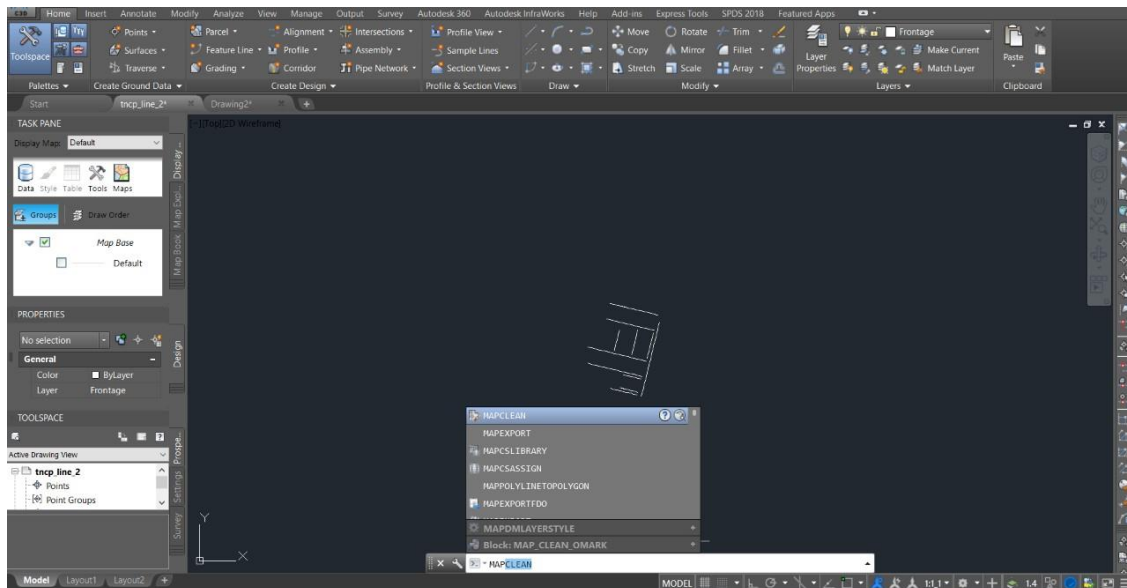 C3D Home Insert Annotate Modify Analyze View Manage Output Survey Autodesk 360 Autodesk InfraWorks Help Add-ins Express Tools SPDS 2018 Featured Apps
Toolspace
Points
Surfaces
Traverse
Parcel
Feature Line
Grading
Alignment
Profile
Corridor
Intersections
Assembly
Pipe Network
Profile View
Sample Lines
Section Views
Move
Copy
Stretch
Rotate
Mirror
Scale
Trim
Fillet
Array
Layer
Properties
Frontage
Make Current
Match Layer
Paste
Palettes Create Ground Data Create Design Profile & Section Views Draw Modify Layers Clipboard
Start tncp_line_2* Drawing2*
TASK PANE
[-][Top][2D Wireframe]
Display Map: Default
Data Style Table Tools Maps
Groups Draw Order
Map Base
Default
Display...
Map Expl...
Map Book
PROPERTIES
No selection
General
Color ByLayer
Layer Frontage
Design
TOOLSPACE
Active Drawing View
tncp_line_2
Points
Point Groups
Prospe...
Settings
Survey
Y
X
MAPCLEAN
MAPEXPORT
MAPCSLIBRARY
MAPCSASSIGN
MAPPOLYLINETOPOLYGON
MAPEXPORTFDO
MAPDMLAYERSTYLE
Block: MAP_CLEAN_OMARK
MAPCLEAN
Model Layout1 Layout2 +
MODEL 1:1.1 1.4